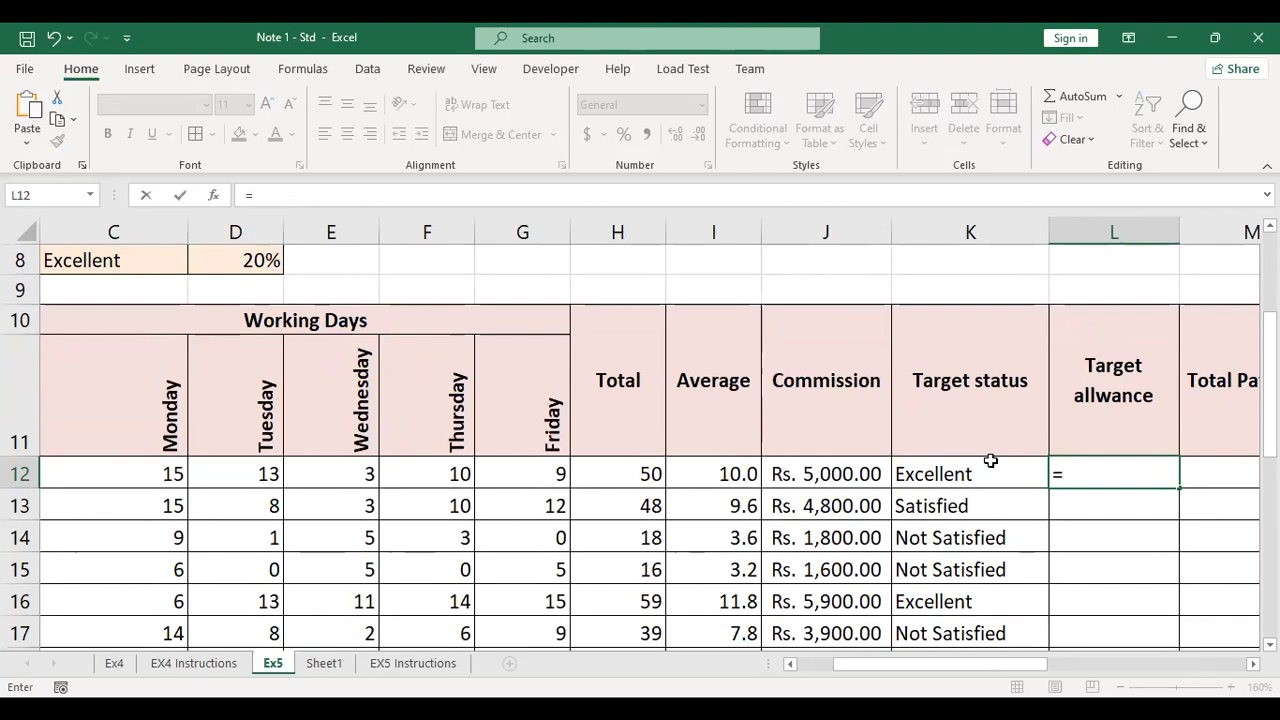 Note 1 - Std - Excel
Search
Sign in
File Home Insert Page Layout Formulas Data Review View Developer Help Load Test Team
Share
Paste
Clipboard
11
B I U
Font
Wrap Text
Merge & Center
Alignment
General
$ % ,
Number
Conditional Formatting
Format as Table
Cell Styles
Styles
Insert
Delete
Format
Cells
AutoSum
Fill
Clear
Sort & Filter
Find & Select
Editing
L12 fx =
C D E F G H I J K L M
8 Excellent 20%
9
10 Working Days
11 Monday Tuesday Wednesday Thursday Friday Total Average Commission Target status Target allwance Total Pa
12 15 13 3 10 9 50 10.0 Rs. 5,000.00 Excellent =
13 15 8 3 10 12 48 9.6 Rs. 4,800.00 Satisfied
14 9 1 5 3 0 18 3.6 Rs. 1,800.00 Not Satisfied
15 6 0 5 0 5 16 3.2 Rs. 1,600.00 Not Satisfied
16 6 13 11 14 15 59 11.8 Rs. 5,900.00 Excellent
17 14 8 2 6 9 39 7.8 Rs. 3,900.00 Not Satisfied
Ex4 EX4 Instructions Ex5 Sheet1 EX5 Instructions
Enter
160%